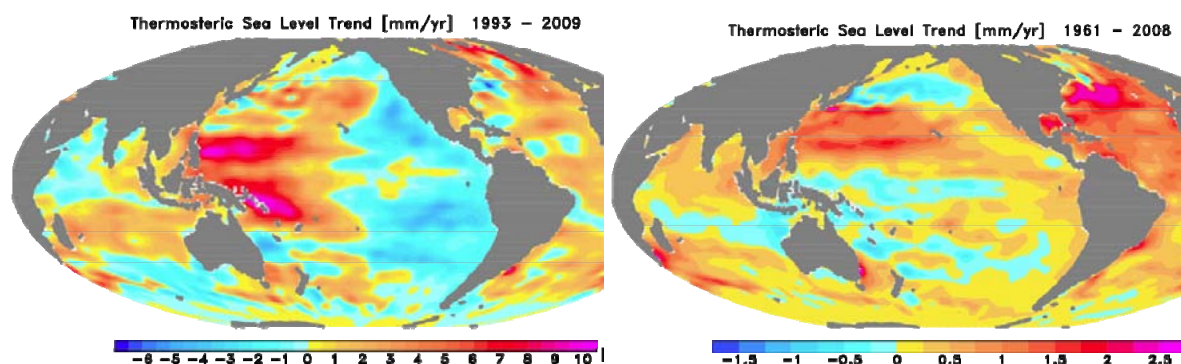 Thermosteric Sea Level Trend [mm/yr] 1993 – 2009
-6 -5 -4 -3 -2 -1 0 1 2 3 4 5 6 7 8 9 10
Thermosteric Sea Level Trend [mm/yr] 1961 – 2008
-1.5 -1 -0.5 0 0.5 1 1.5 2 2.5